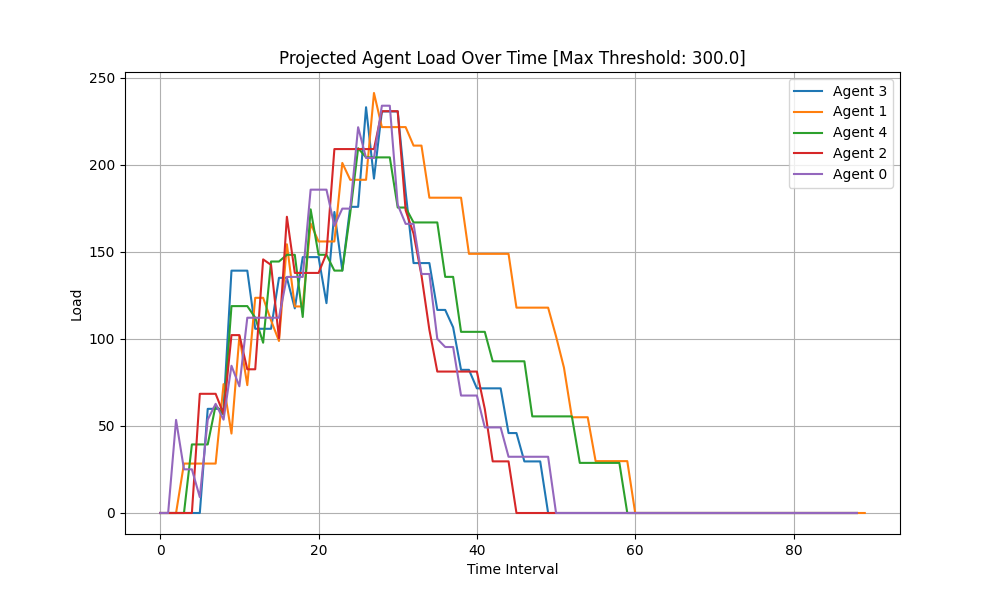 Projected Agent Load Over Time [Max Threshold: 300.0]
250
200
150
100
50
0
Load
0 20 40 60 80
Time Interval
Agent 3
Agent 1
Agent 4
Agent 2
Agent 0